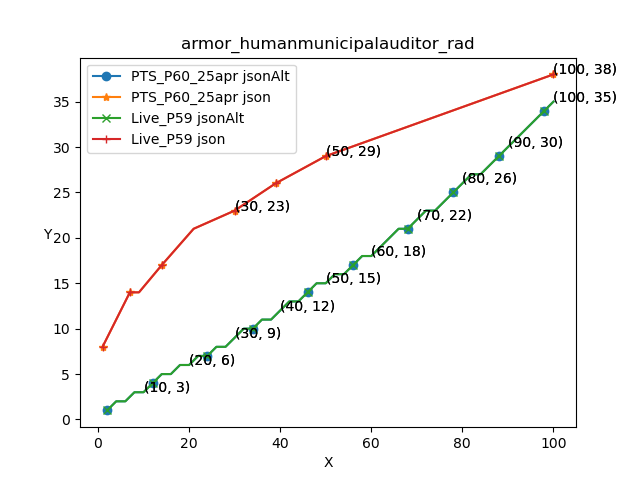 armor_humanmunicipalauditor_rad
PTS_P60_25apr jsonAlt
PTS_P60_25apr json
Live_P59 jsonAlt
Live_P59 json
(100, 38)
(100, 35)
(50, 29)
(90, 30)
(80, 26)
(30, 23)
(70, 22)
(60, 18)
(50, 15)
(40, 12)
(30, 9)
(20, 6)
(10, 3)
Y
35
30
25
20
15
10
5
0
0 20 40 60 80 100
X